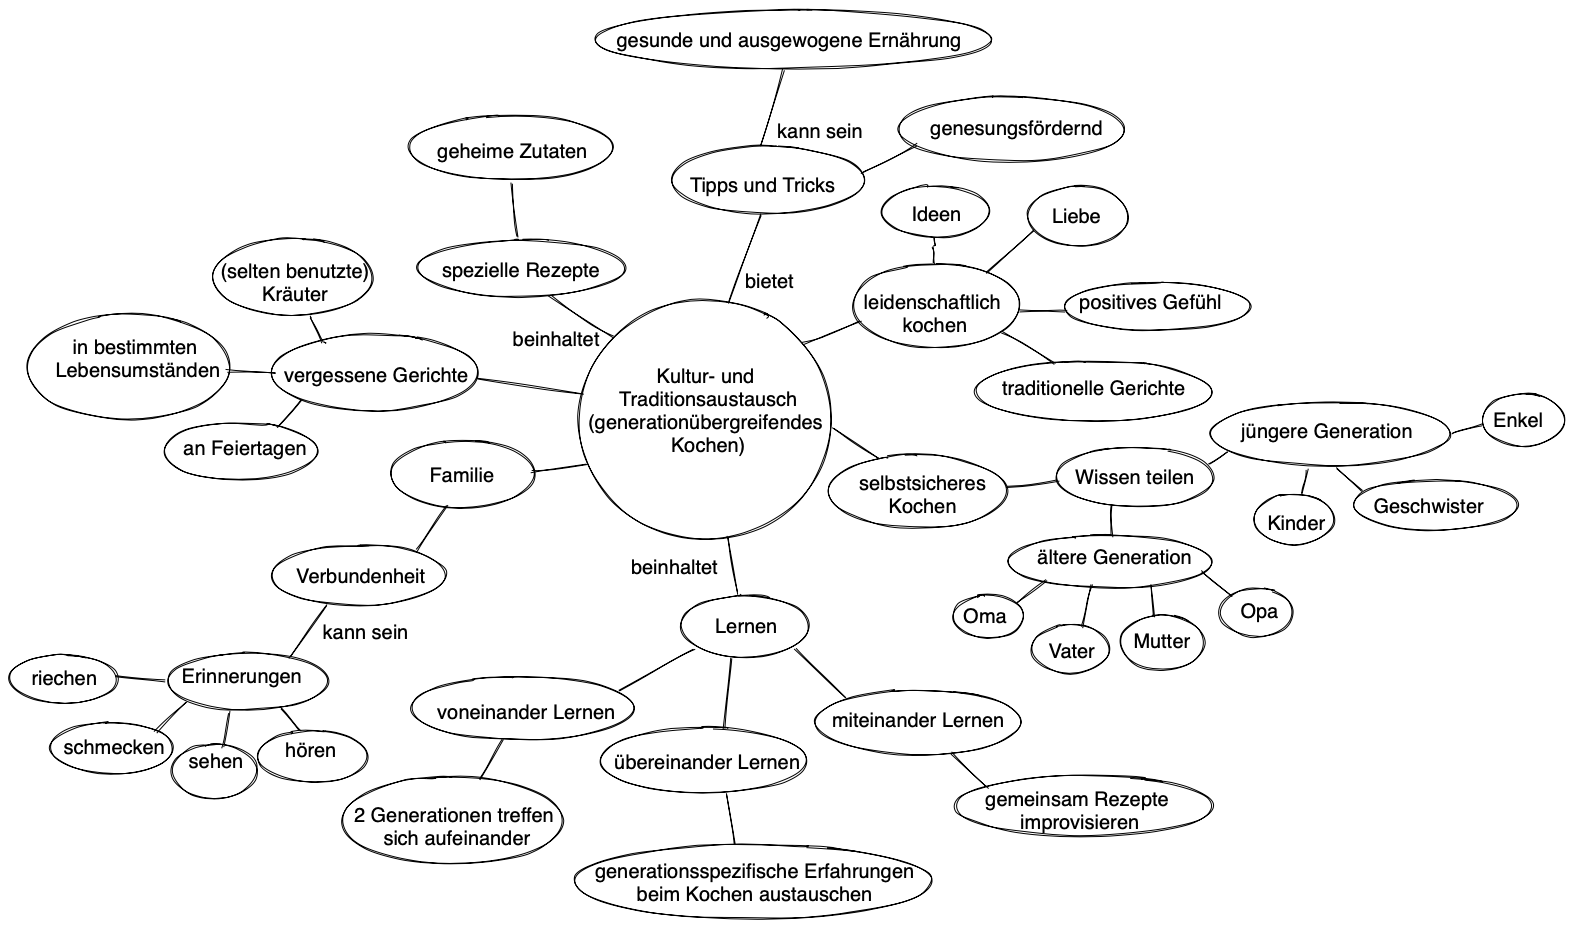 gesunde und ausgewogene Ernährung
kann sein
genesungsfördernd
geheime Zutaten
Tipps und Tricks
Ideen
Liebe
(selten benutzte)
Kräuter
spezielle Rezepte
bietet
leidenschaftlich
kochen
positives Gefühl
beinhaltet
in bestimmten
Lebensumständen
vergessene Gerichte
Kultur- und
Traditionsaustausch
(generationübergreifendes
Kochen)
traditionelle Gerichte
an Feiertagen
Familie
selbstsicheres
Kochen
Wissen teilen
jüngere Generation
Enkel
Kinder
Geschwister
ältere Generation
Oma
Vater
Mutter
Opa
Verbundenheit
beinhaltet
kann sein
Lernen
riechen
Erinnerungen
schmecken
sehen
hören
voneinander Lernen
übereinander Lernen
miteinander Lernen
2 Generationen treffen
sich aufeinander
gemeinsam Rezepte
improvisieren
generationsspezifische Erfahrungen
beim Kochen austauschen